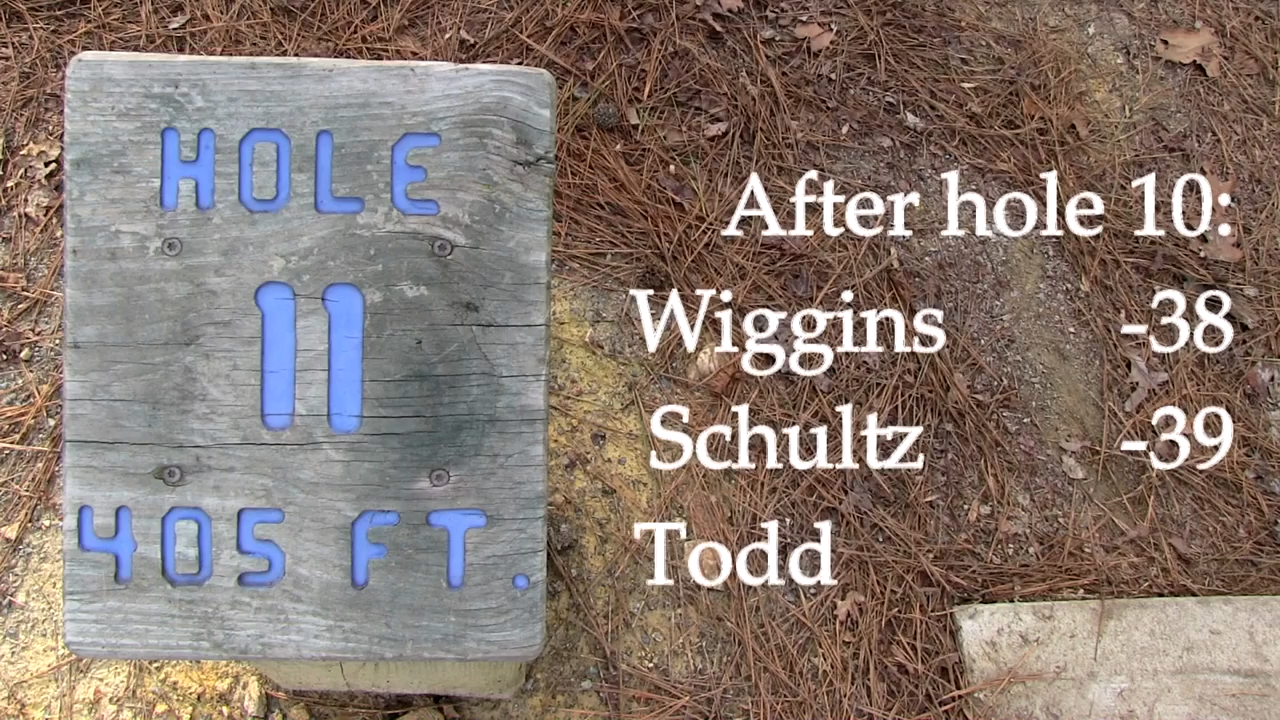 HOLE
11
405 FT.
After hole 10:
Wiggins -38
Schultz -39
Todd